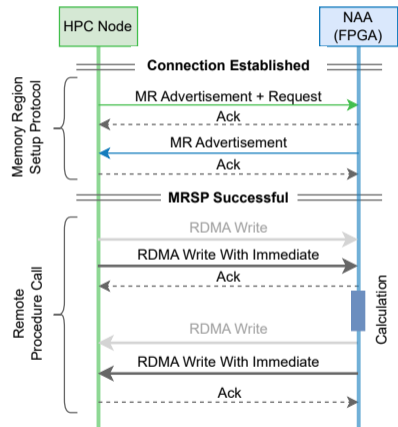 HPC Node
NAA
(FPGA)
Connection Established
Memory Region
Setup Protocol
MR Advertisement + Request
Ack
MR Advertisement
Ack
MRSP Successful
Remote
Procedure Call
RDMA Write
RDMA Write With Immediate
Ack
Calculation
RDMA Write
RDMA Write With Immediate
Ack